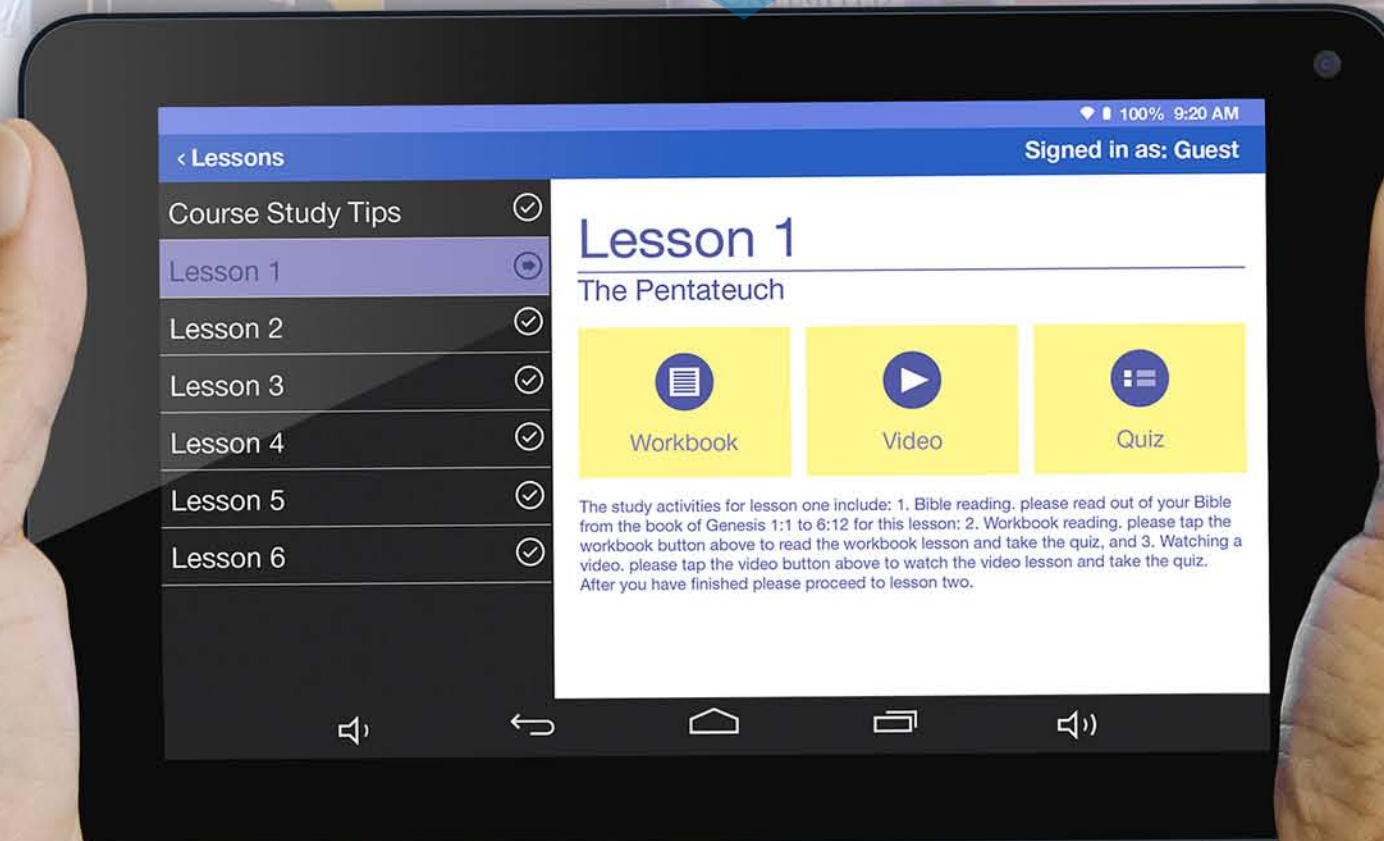 100% 9:20 AM
‹ Lessons
Signed in as: Guest
Course Study Tips
Lesson 1
Lesson 2
Lesson 3
Lesson 4
Lesson 5
Lesson 6
Lesson 1
The Pentateuch
Workbook
Video
Quiz
The study activities for lesson one include: 1. Bible reading. please read out of your Bible
from the book of Genesis 1:1 to 6:12 for this lesson: 2. Workbook reading. please tap the
workbook button above to read the workbook lesson and take the quiz, and 3. Watching a
video. please tap the video button above to watch the video lesson and take the quiz.
After you have finished please proceed to lesson two.